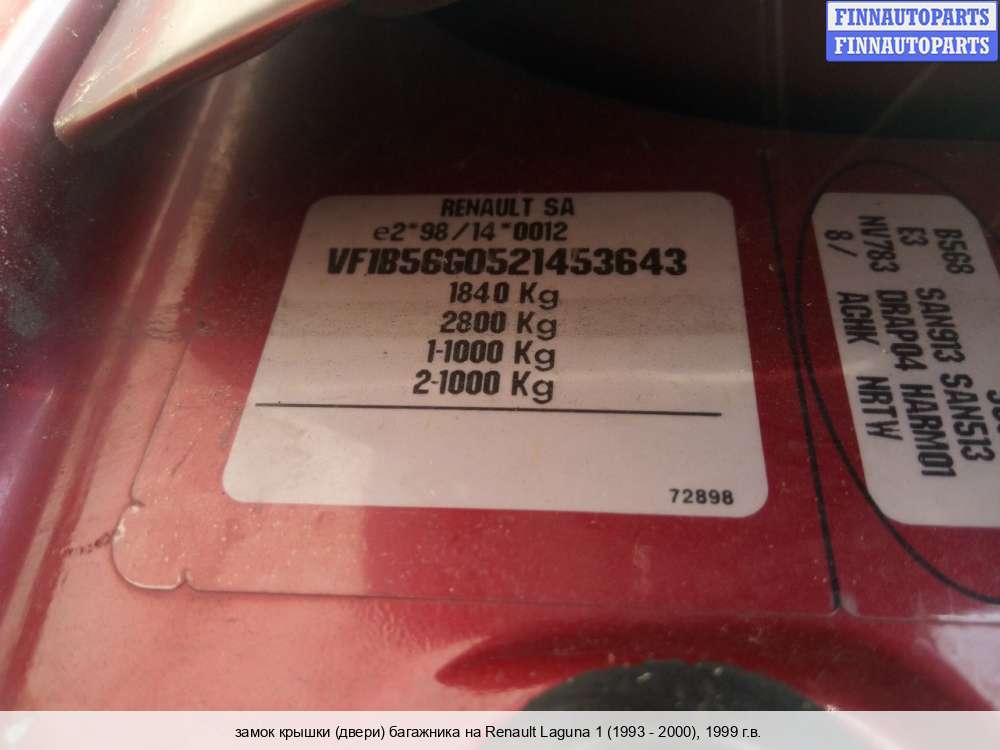 FINNAUTOPARTS
FINNAUTOPARTS
RENAULT SA
e2*98/14*0012
VF1B56G0521453643
1840 Kg
2800 Kg
1-1000 Kg
2-1000 Kg
72898
B568 SAN913 SAN513
E3 DRAP04 HARM01
NV783 ACHK NRTW
8/
замок крышки (двери) багажника на Renault Laguna 1 (1993 - 2000), 1999 г.в.